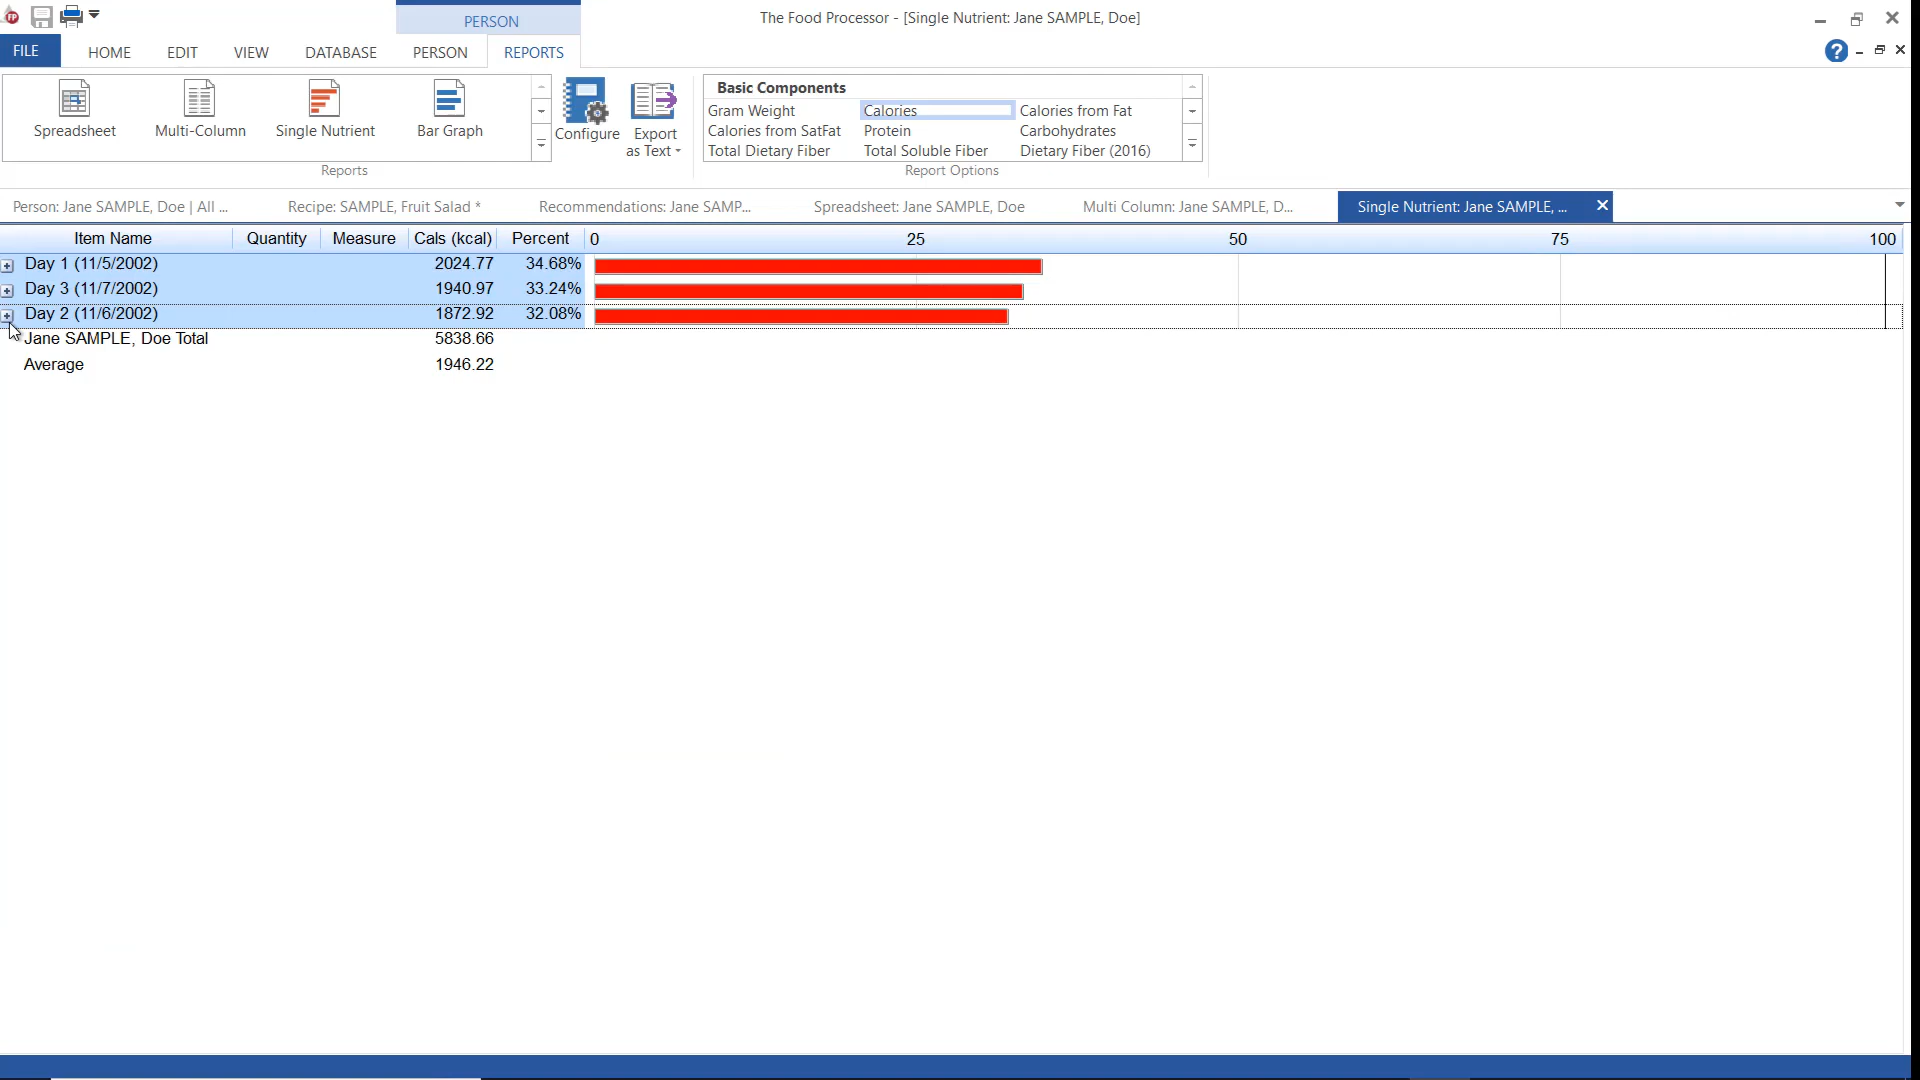 PERSON
The Food Processor - [Single Nutrient: Jane SAMPLE, Doe]
FILE HOME EDIT VIEW DATABASE PERSON REPORTS
Spreadsheet
Multi-Column
Single Nutrient
Bar Graph
Reports
Configure
Export
as Text
Basic Components
Gram Weight Calories Calories from Fat
Calories from SatFat Protein Carbohydrates
Total Dietary Fiber Total Soluble Fiber Dietary Fiber (2016)
Report Options
Person: Jane SAMPLE, Doe | All ... Recipe: SAMPLE, Fruit Salad * Recommendations: Jane SAMP... Spreadsheet: Jane SAMPLE, Doe Multi Column: Jane SAMPLE, D... Single Nutrient: Jane SAMPLE, ...
Item Name Quantity Measure Cals (kcal) Percent 0 25 50 75 100
Day 1 (11/5/2002) 2024.77 34.68%
Day 3 (11/7/2002) 1940.97 33.24%
Day 2 (11/6/2002) 1872.92 32.08%
Jane SAMPLE, Doe Total 5838.66
Average 1946.22